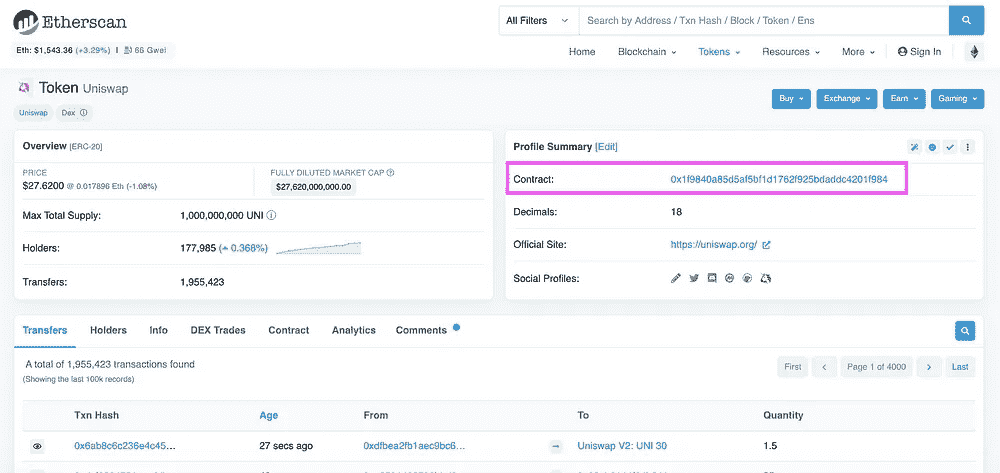 Etherscan
All Filters Search by Address / Txn Hash / Block / Token / Ens
Eth: $1,543.36 (+3.29%) | 66 Gwei
Home Blockchain Tokens Resources More Sign In
Token Uniswap
Uniswap Dex
Buy Exchange Earn Gaming
Overview [ERC-20]
PRICE
$27.6200 @ 0.017896 Eth (-1.08%)
FULLY DILUTED MARKET CAP
$27,620,000,000.00
Max Total Supply: 1,000,000,000 UNI
Holders: 177,985 (0.368%)
Transfers: 1,955,423
Profile Summary [Edit]
Contract: 0x1f9840a85d5af5bf1d1762f925bdaddc4201f984
Decimals: 18
Official Site: https://uniswap.org/
Social Profiles:
Transfers Holders Info DEX Trades Contract Analytics Comments
A total of 1,955,423 transactions found
(Showing the last 100k records)
First Page 1 of 4000 Last
Txn Hash Age From To Quantity
0x6ab8c6c236e4c45... 27 secs ago 0xdfbea2fb1aec9bc6... Uniswap V2: UNI 30 1.5